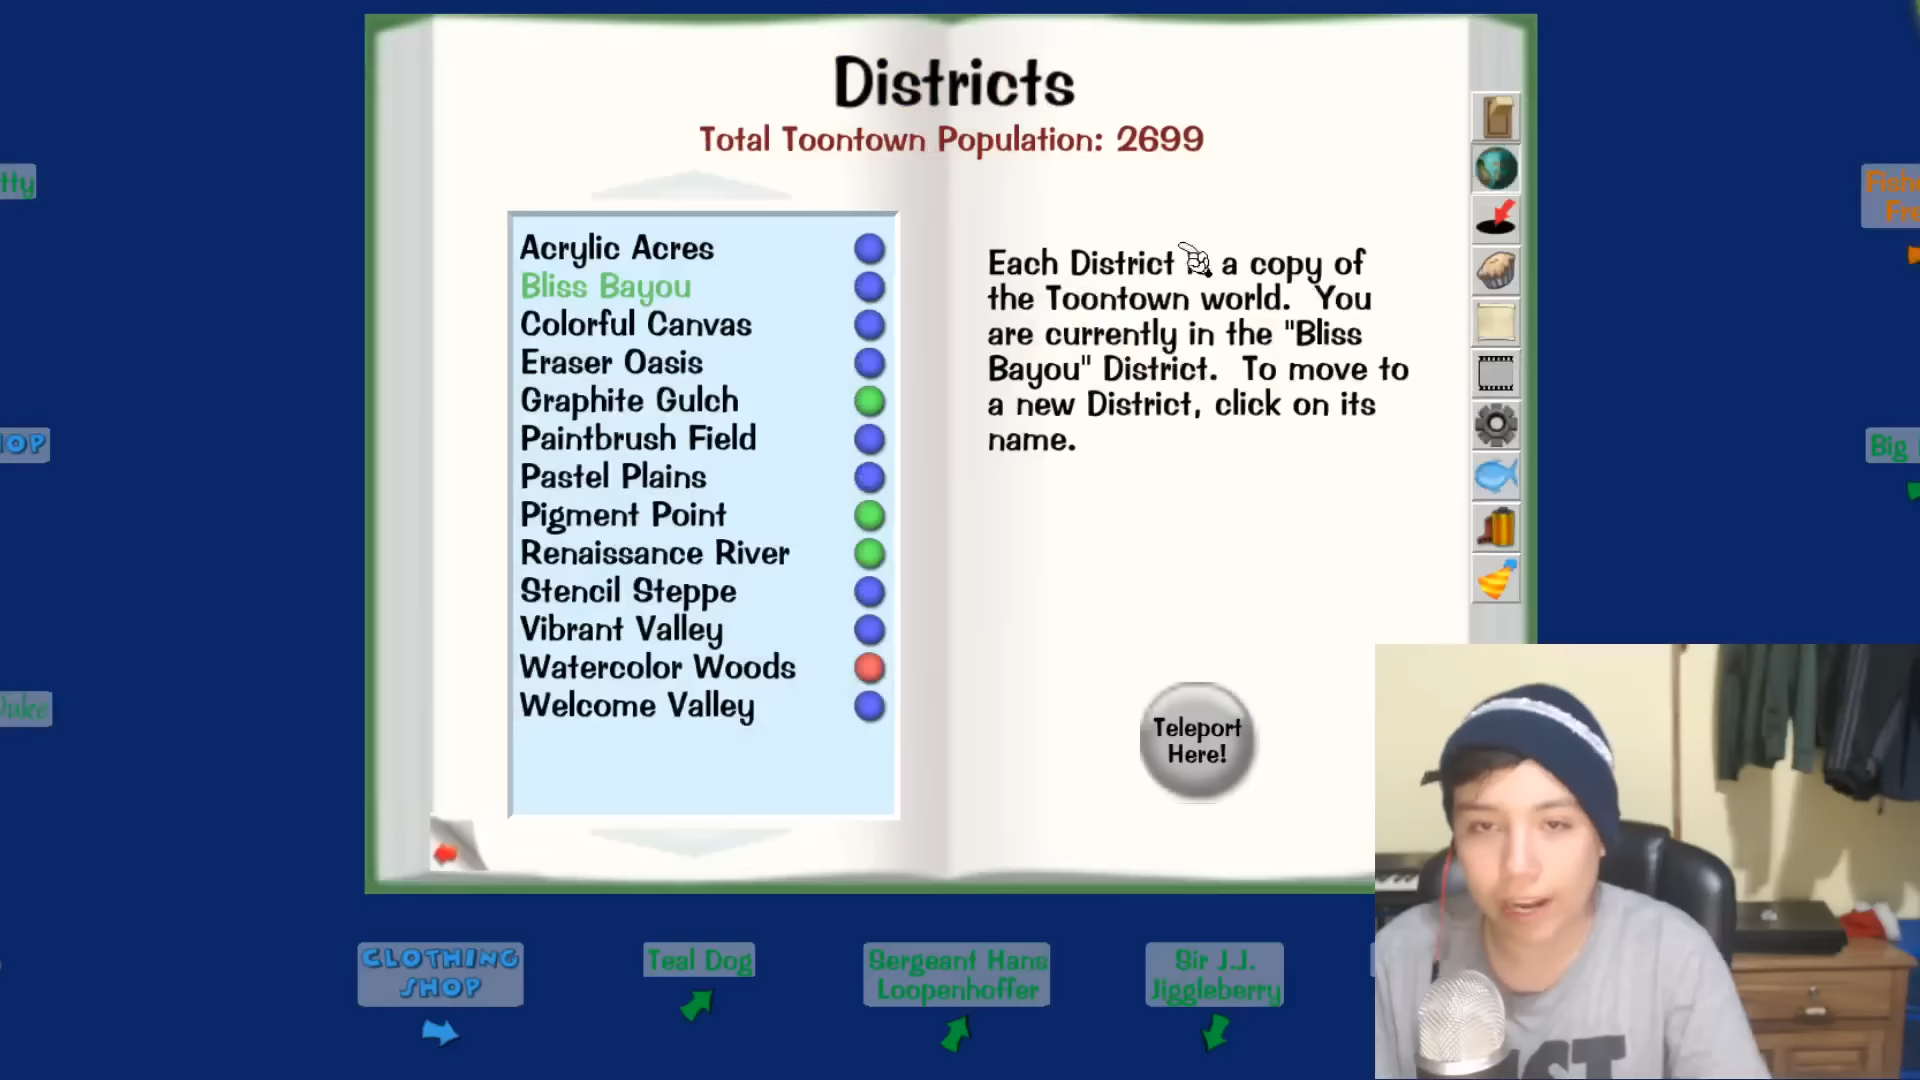 Districts
Total Toontown Population: 2699
Acrylic Acres
Bliss Bayou
Colorful Canvas
Eraser Oasis
Graphite Gulch
Paintbrush Field
Pastel Plains
Pigment Point
Renaissance River
Stencil Steppe
Vibrant Valley
Watercolor Woods
Welcome Valley
Each District a copy of
the Toontown world. You
are currently in the "Bliss
Bayou" District. To move to
a new District, click on its
name.
Teleport
Here!
CLOTHING
SHOP
Teal Dog
Sergeant Hans
Loopenhoffer
Sir J.J.
Jiggleberry
Big